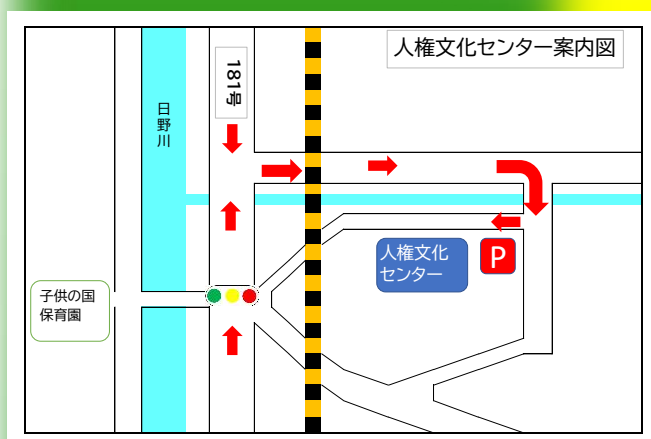 人権文化センター案内図
181号
日野川
人権文化
センター
P
子供の国
保育園